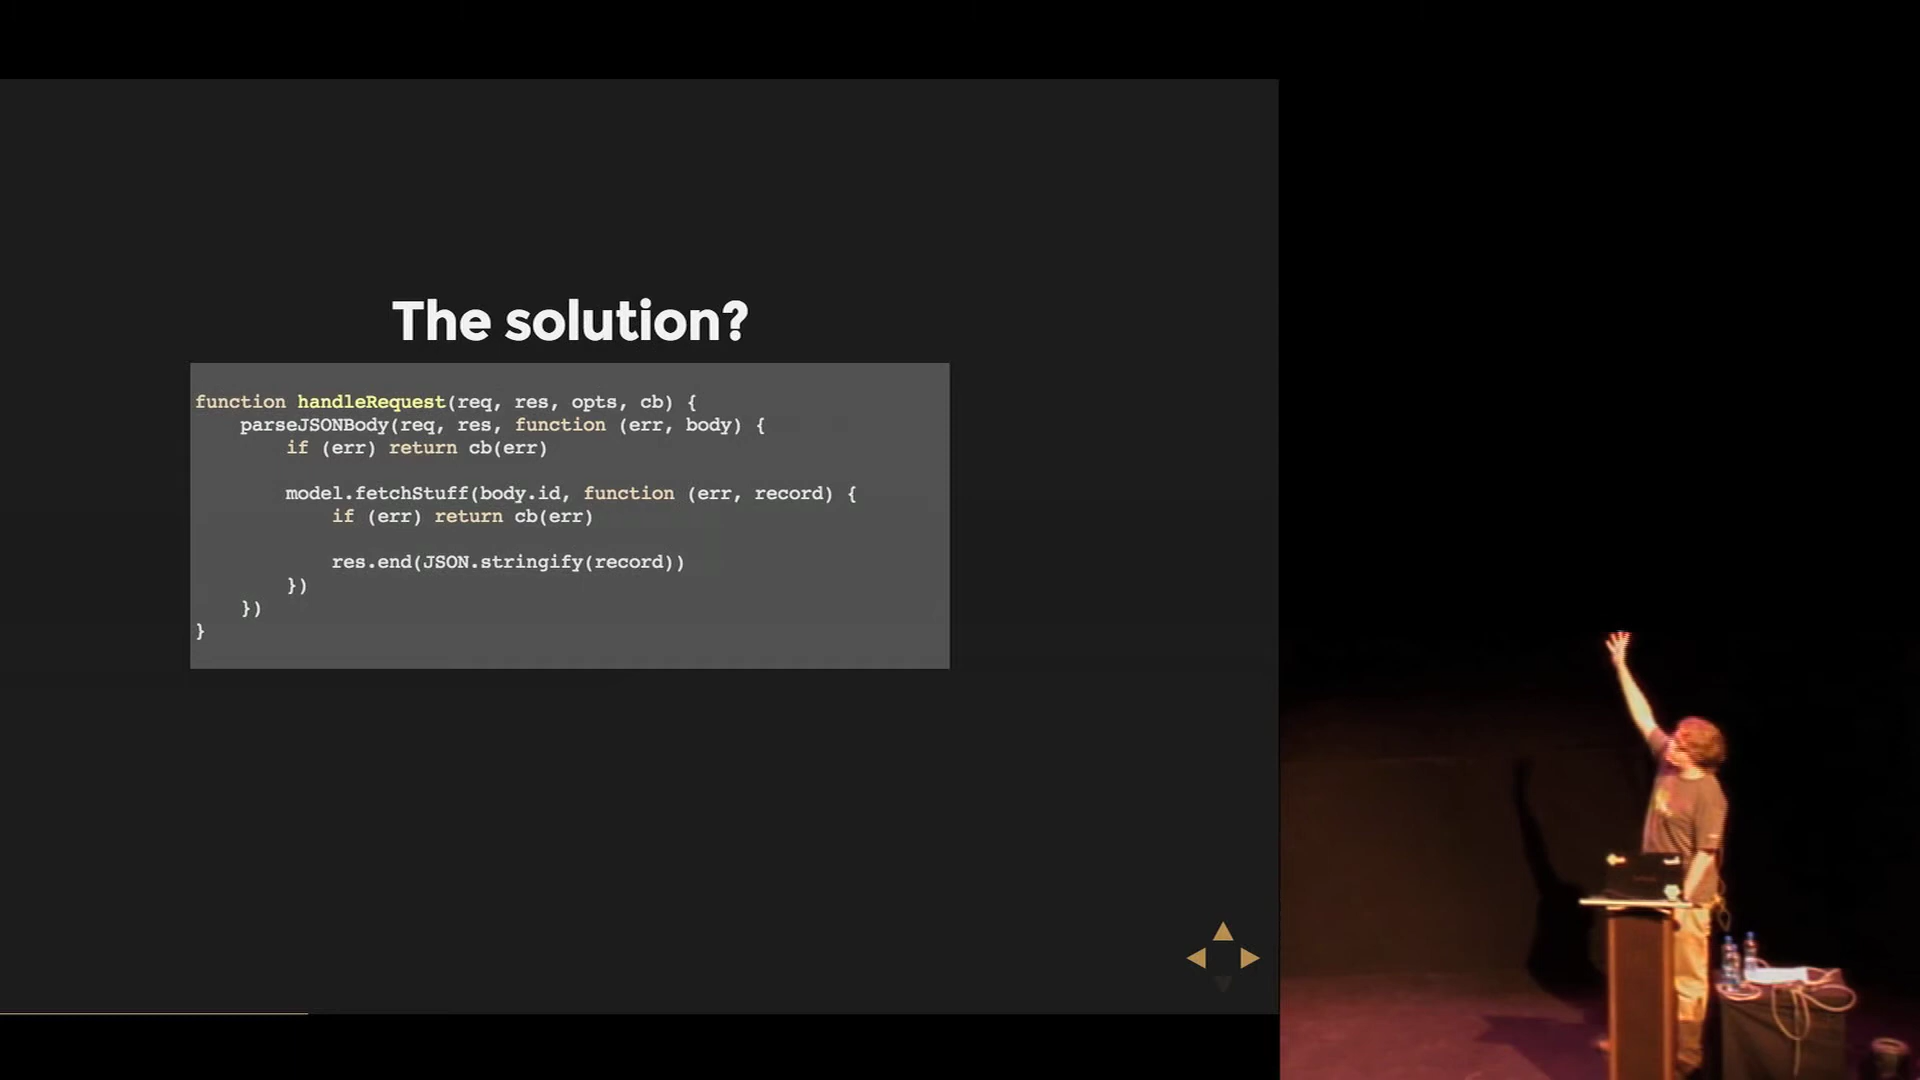 The solution?
function handleRequest(req, res, opts, cb) {
    parseJSONBody(req, res, function (err, body) {
        if (err) return cb(err)
        model.fetchStuff(body.id, function (err, record) {
            if (err) return cb(err)
            res.end(JSON.stringify(record))
        })
    })
}